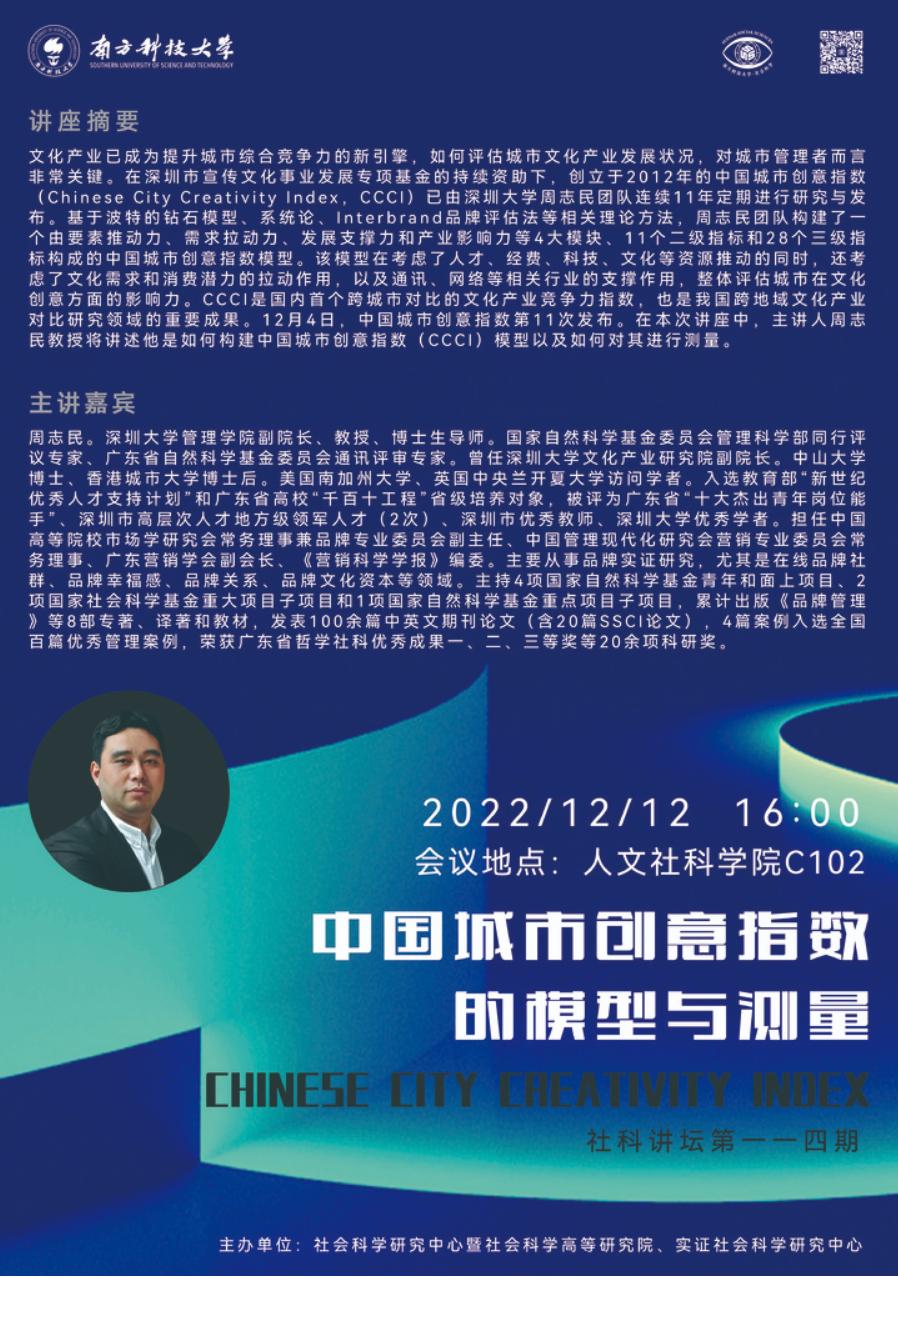 南方科技大学
SOUTHERN UNIVERSITY OF SCIENCE AND TECHNOLOGY
讲座摘要
文化产业已成为提升城市综合竞争力的新引擎，如何评估城市文化产业发展状况，对城市管理者而言
非常关键。在深圳市宣传文化事业发展专项基金的持续资助下，创立于2012年的中国城市创意指数
（Chinese City Creativity Index，CCCI）已由深圳大学周志民团队连续11年定期进行研究与发
布。基于波特的钻石模型、系统论、Interbrand品牌评估法等相关理论方法，周志民团队构建了一
个由要素推动力、需求拉动力、发展支撑力和产业影响力等4大模块、11个二级指标和28个三级指
标构成的中国城市创意指数模型。该模型在考虑了人才、经费、科技、文化等资源推动的同时，还考
虑了文化需求和消费潜力的拉动作用，以及通讯、网络等相关行业的支撑作用，整体评估城市在文化
创意方面的影响力。CCCI是国内首个跨城市对比的文化产业竞争力指数，也是我国跨地域文化产业
对比研究领域的重要成果。12月4日，中国城市创意指数第11次发布。在本次讲座中，主讲人周志
民教授将讲述他是如何构建中国城市创意指数（CCCI）模型以及如何对其进行测量。
主讲嘉宾
周志民。深圳大学管理学院副院长、教授、博士生导师。国家自然科学基金委员会管理科学部同行评
议专家、广东省自然科学基金委员会通讯评审专家。曾任深圳大学文化产业研究院副院长。中山大学
博士、香港城市大学博士后。美国南加州大学、英国中央兰开夏大学访问学者。入选教育部“新世纪
优秀人才支持计划”和广东省高校“千百十工程”省级培养对象，被评为广东省“十大杰出青年岗位能
手”、深圳市高层次人才地方级领军人才（2次）、深圳市优秀教师、深圳大学优秀学者。担任中国
高等院校市场学研究会常务理事兼品牌专业委员会副主任、中国管理现代化研究会营销专业委员会常
务理事、广东营销学会副会长、《营销科学学报》编委。主要从事品牌实证研究，尤其是在线品牌社
群、品牌幸福感、品牌关系、品牌文化资本等领域。主持4项国家自然科学基金青年和面上项目、2
项国家社会科学基金重大项目子项目和1项国家自然科学基金重点项目子项目，累计出版《品牌管理
》等8部专著、译著和教材，发表100余篇中英文期刊论文（含20篇SSCI论文），4篇案例入选全国
百篇优秀管理案例，荣获广东省哲学社科优秀成果一、二、三等奖等20余项科研奖。
2022/12/12 16:00
会议地点：人文社科学院C102
中国城市创意指数
的模型与测量
CHINESE CITY CREATIVITY INDEX
社科讲坛第一一四期
主办单位：社会科学研究中心暨社会科学高等研究院、实证社会科学研究中心